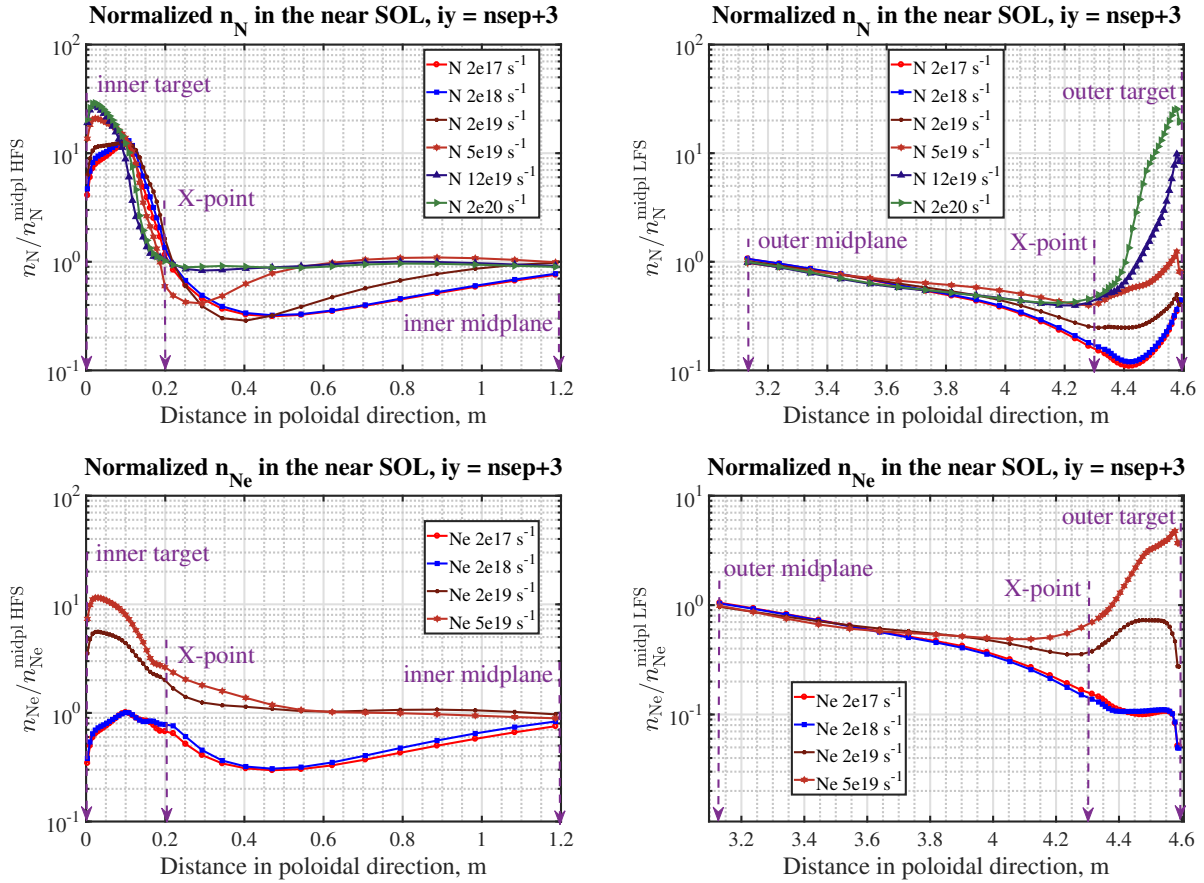 Normalized n_N in the near SOL, iy = nsep+3
n_N/n_N^midpl HFS
10^2
10^1
10^0
10^-1
inner target
X-point
inner midplane
N 2e17 s^-1
N 2e18 s^-1
N 2e19 s^-1
N 5e19 s^-1
N 12e19 s^-1
N 2e20 s^-1
0 0.2 0.4 0.6 0.8 1 1.2
Distance in poloidal direction, m
Normalized n_N in the near SOL, iy = nsep+3
n_N/n_N^midpl LFS
10^2
10^1
10^0
10^-1
outer target
outer midplane
X-point
N 2e17 s^-1
N 2e18 s^-1
N 2e19 s^-1
N 5e19 s^-1
N 12e19 s^-1
N 2e20 s^-1
3.2 3.4 3.6 3.8 4 4.2 4.4 4.6
Distance in poloidal direction, m
Normalized n_Ne in the near SOL, iy = nsep+3
n_Ne/n_Ne^midpl HFS
10^2
10^1
10^0
10^-1
inner target
X-point
inner midplane
Ne 2e17 s^-1
Ne 2e18 s^-1
Ne 2e19 s^-1
Ne 5e19 s^-1
0 0.2 0.4 0.6 0.8 1 1.2
Distance in poloidal direction, m
Normalized n_Ne in the near SOL, iy = nsep+3
n_Ne/n_Ne^midpl LFS
10^1
10^0
10^-1
outer target
outer midplane
X-point
Ne 2e17 s^-1
Ne 2e18 s^-1
Ne 2e19 s^-1
Ne 5e19 s^-1
3.2 3.4 3.6 3.8 4 4.2 4.4 4.6
Distance in poloidal direction, m